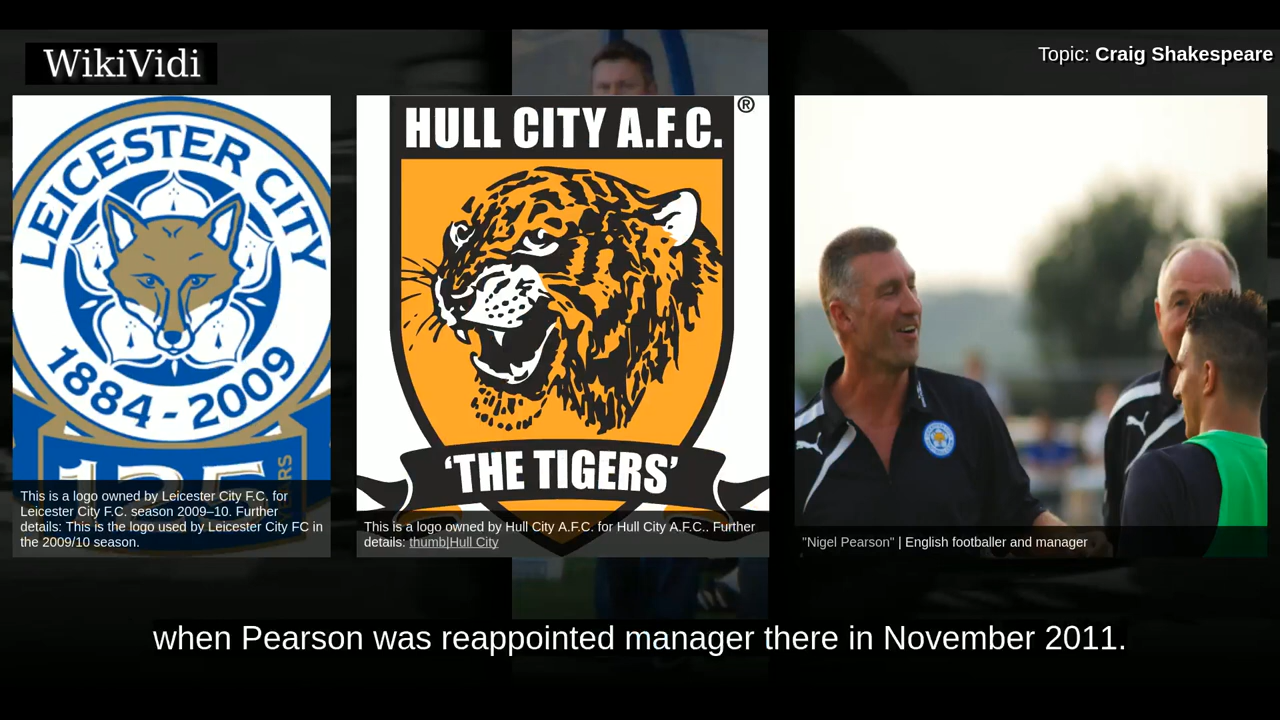 WikiVidi
Topic: Craig Shakespeare
LEICESTER CITY
1884-2009
125
YEARS
This is a logo owned by Leicester City F.C. for
Leicester City F.C. season 2009–10. Further
details: This is the logo used by Leicester City FC in
the 2009/10 season.
HULL CITY A.F.C.
®
'THE TIGERS'
This is a logo owned by Hull City A.F.C. for Hull City A.F.C.. Further
details: thumb|Hull City
"Nigel Pearson" | English footballer and manager
when Pearson was reappointed manager there in November 2011.